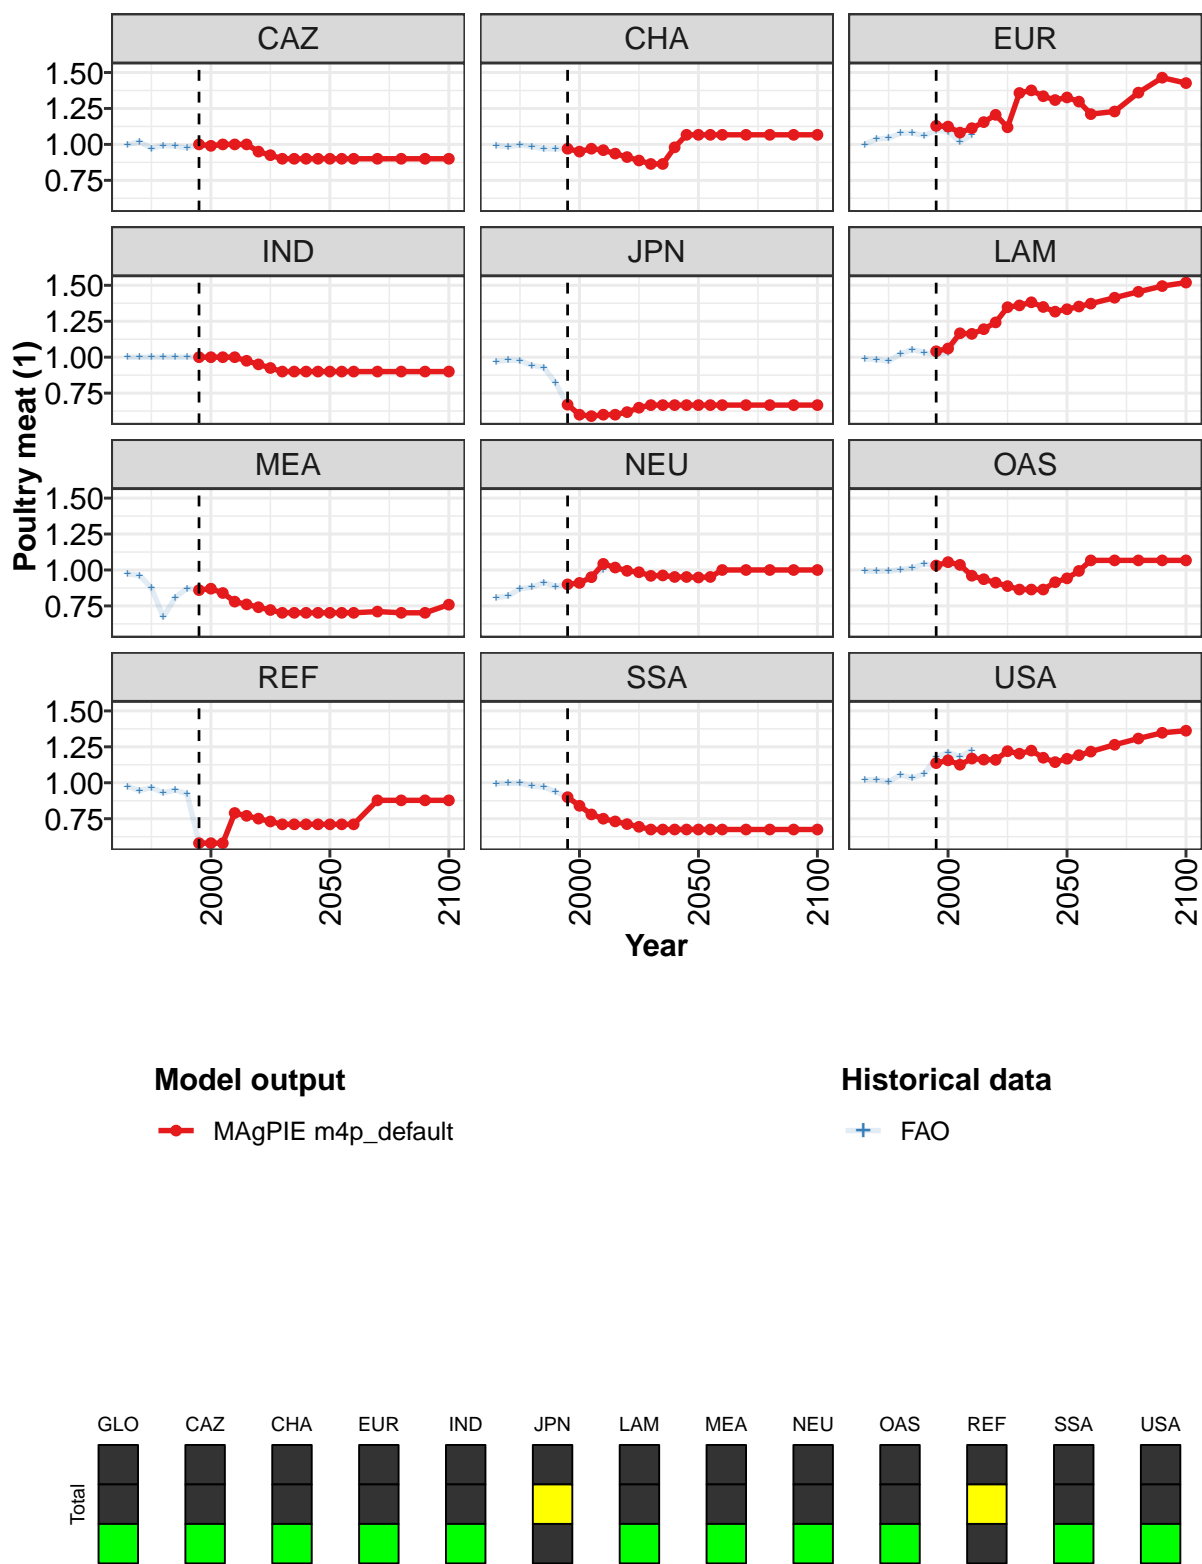 CAZ CHA EUR
1.50
1.25
1.00
0.75
IND JPN LAM
1.50
1.25
1.00
0.75
MEA NEU OAS
1.50
1.25
1.00
0.75
REF SSA USA
1.50
1.25
1.00
0.75
Poultry meat (1)
2000 2050 2100 2000 2050 2100 2000 2050 2100
Year
Model output Historical data
MAgPIE m4p_default FAO
GLO CAZ CHA EUR IND JPN LAM MEA NEU OAS REF SSA USA
Total